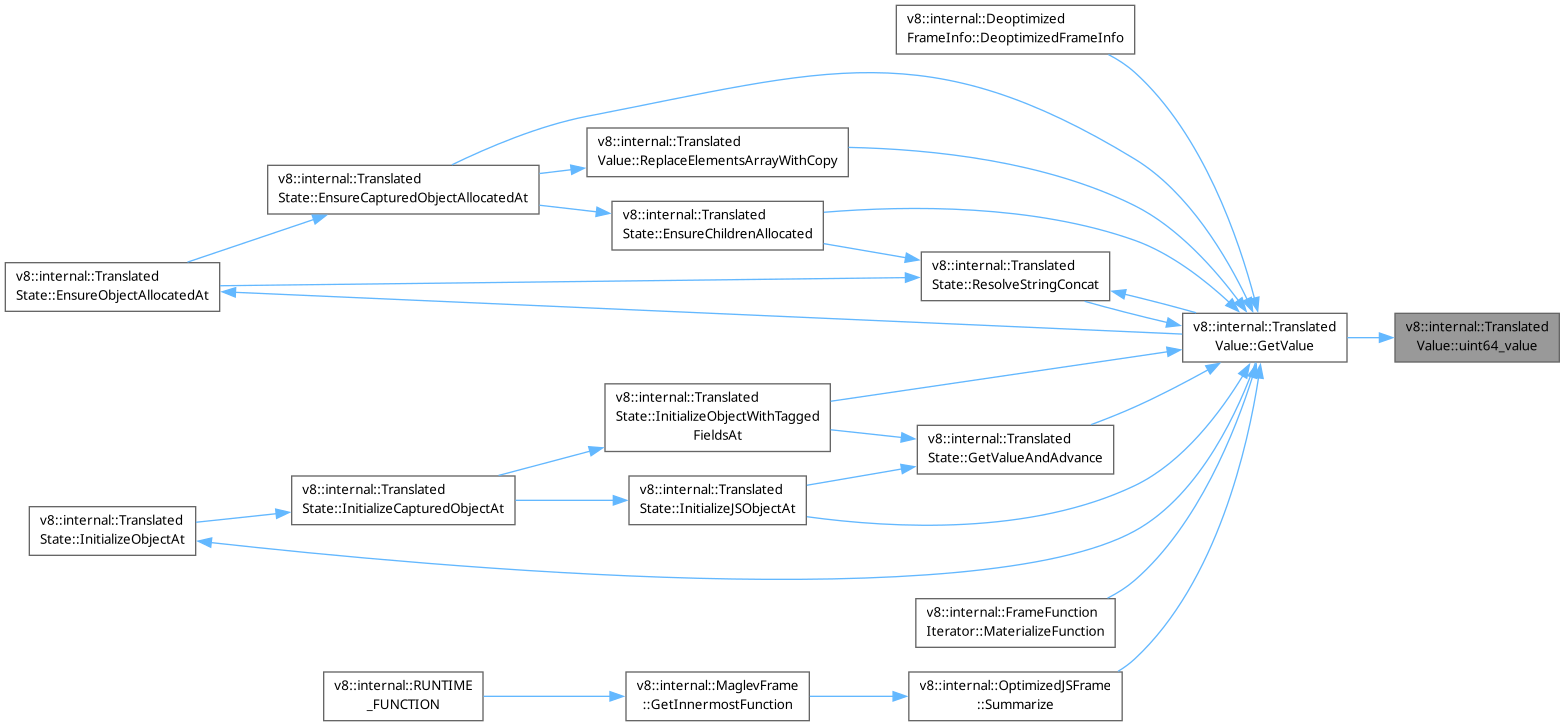 v8::internal::Deoptimized
FrameInfo::DeoptimizedFrameInfo
v8::internal::Translated
Value::ReplaceElementsArrayWithCopy
v8::internal::Translated
State::EnsureCapturedObjectAllocatedAt
v8::internal::Translated
State::EnsureChildrenAllocated
v8::internal::Translated
State::ResolveStringConcat
v8::internal::Translated
State::EnsureObjectAllocatedAt
v8::internal::Translated
Value::GetValue
v8::internal::Translated
Value::uint64_value
v8::internal::Translated
State::InitializeObjectWithTagged
FieldsAt
v8::internal::Translated
State::GetValueAndAdvance
v8::internal::Translated
State::InitializeCapturedObjectAt
v8::internal::Translated
State::InitializeJSObjectAt
v8::internal::Translated
State::InitializeObjectAt
v8::internal::FrameFunction
Iterator::MaterializeFunction
v8::internal::RUNTIME
_FUNCTION
v8::internal::MaglevFrame
::GetInnermostFunction
v8::internal::OptimizedJSFrame
::Summarize